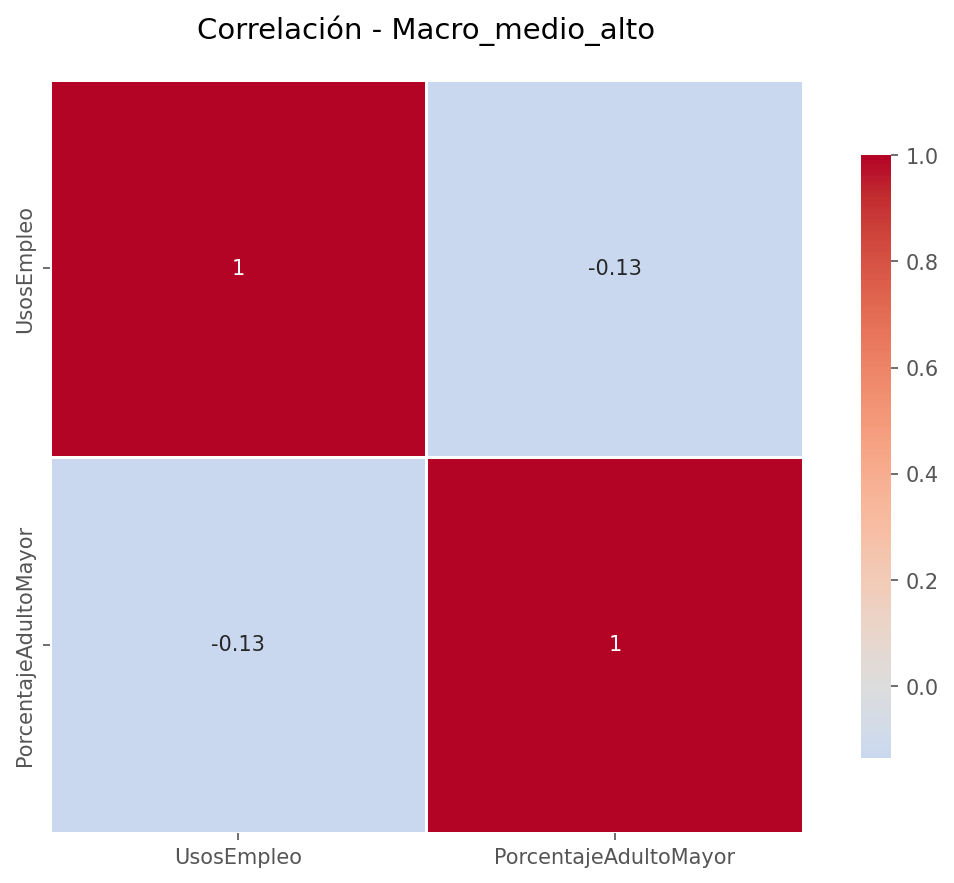 Correlación - Macro_medio_alto
UsosEmpleo
1
-0.13
PorcentajeAdultoMayor
-0.13
1
UsosEmpleo
PorcentajeAdultoMayor
1.0
0.8
0.6
0.4
0.2
0.0